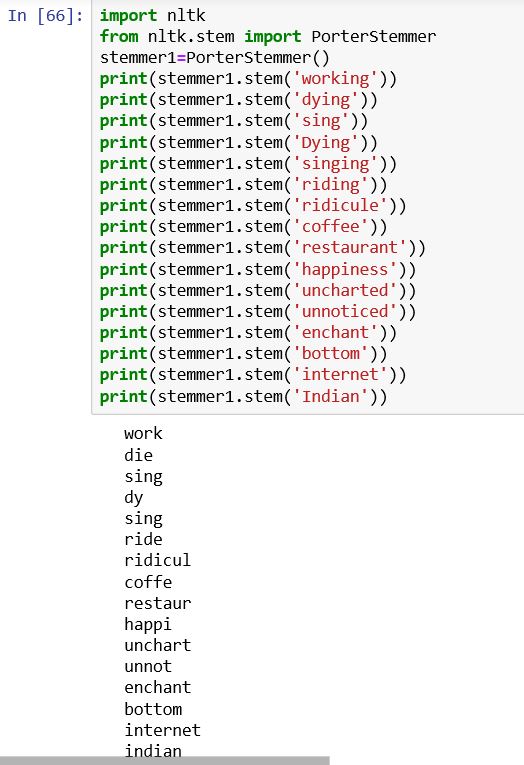 In [66]: import nltk
from nltk.stem import PorterStemmer
stemmer1=PorterStemmer()
print(stemmer1.stem('working'))
print(stemmer1.stem('dying'))
print(stemmer1.stem('sing'))
print(stemmer1.stem('Dying'))
print(stemmer1.stem('singing'))
print(stemmer1.stem('riding'))
print(stemmer1.stem('ridicule'))
print(stemmer1.stem('coffee'))
print(stemmer1.stem('restaurant'))
print(stemmer1.stem('happiness'))
print(stemmer1.stem('uncharted'))
print(stemmer1.stem('unnoticed'))
print(stemmer1.stem('enchant'))
print(stemmer1.stem('bottom'))
print(stemmer1.stem('internet'))
print(stemmer1.stem('Indian'))
work
die
sing
dy
sing
ride
ridicul
coffe
restaur
happi
unchart
unnot
enchant
bottom
internet
indian